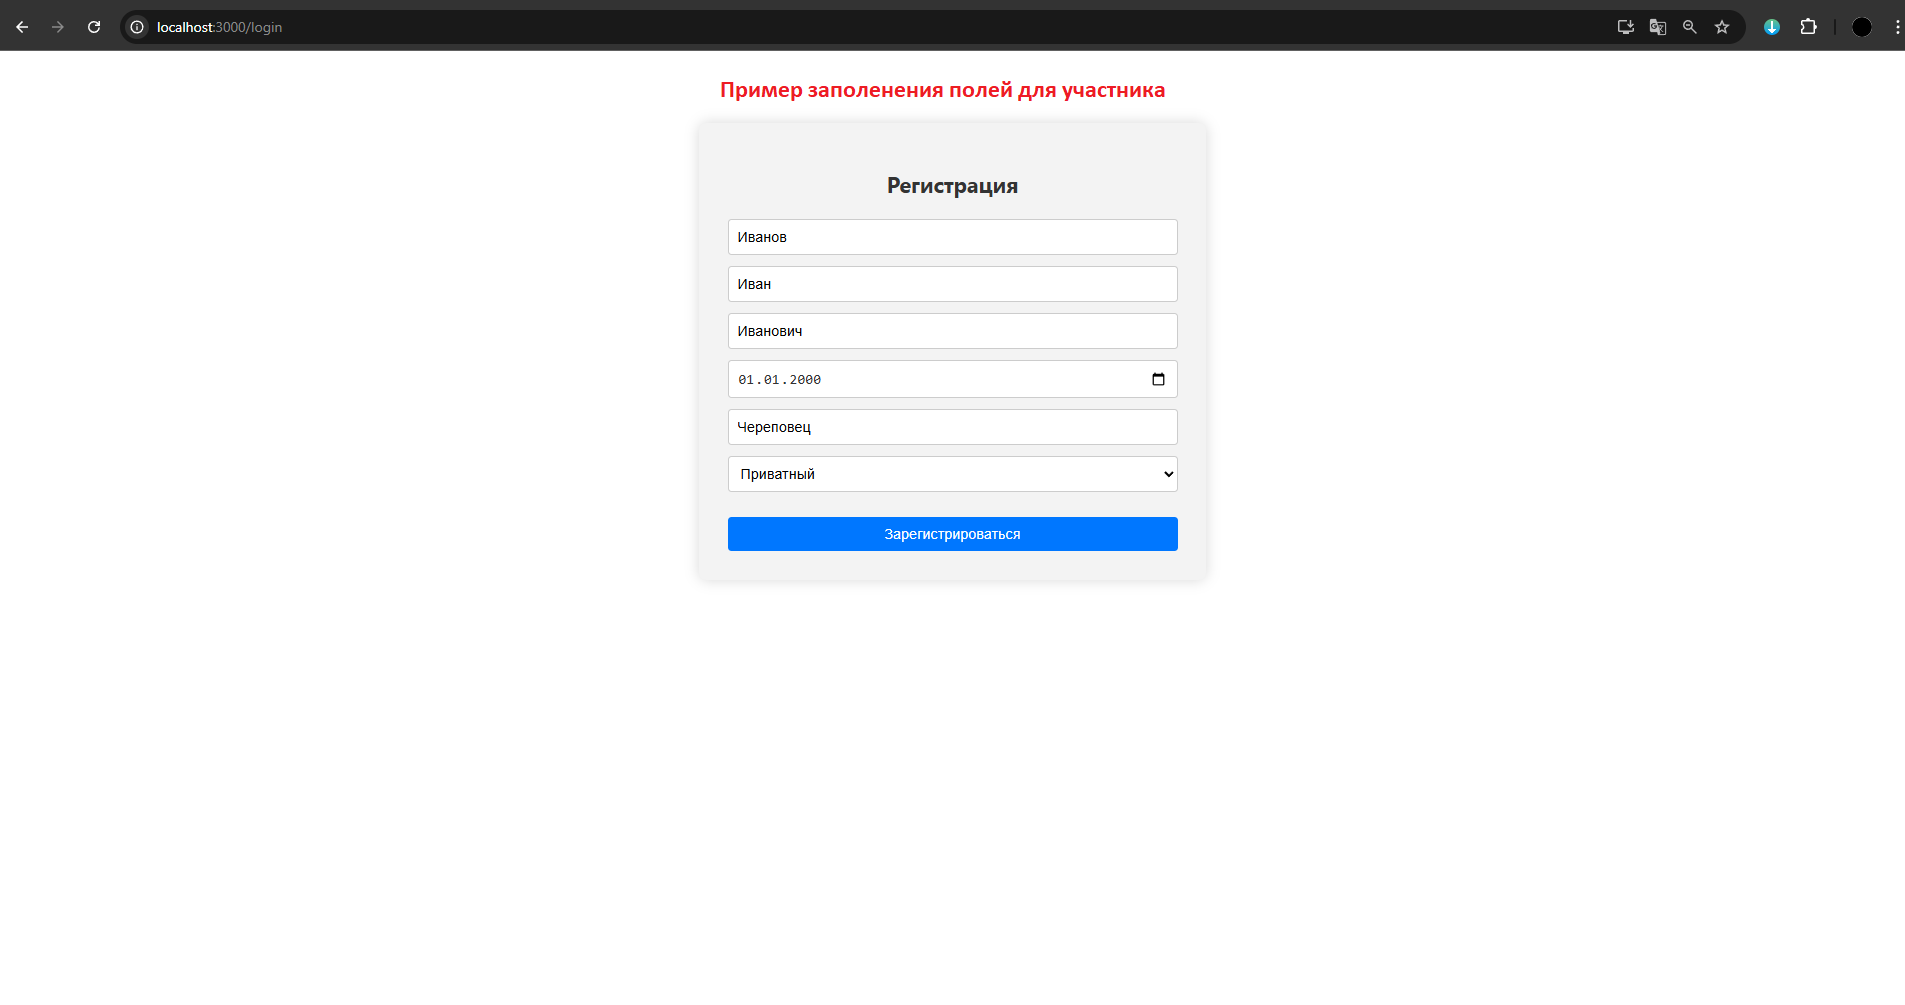 localhost:3000/login
Пример заполенения полей для участника
Регистрация
Иванов
Иван
Иванович
01.01.2000
Череповец
Приватный
Зарегистрироваться